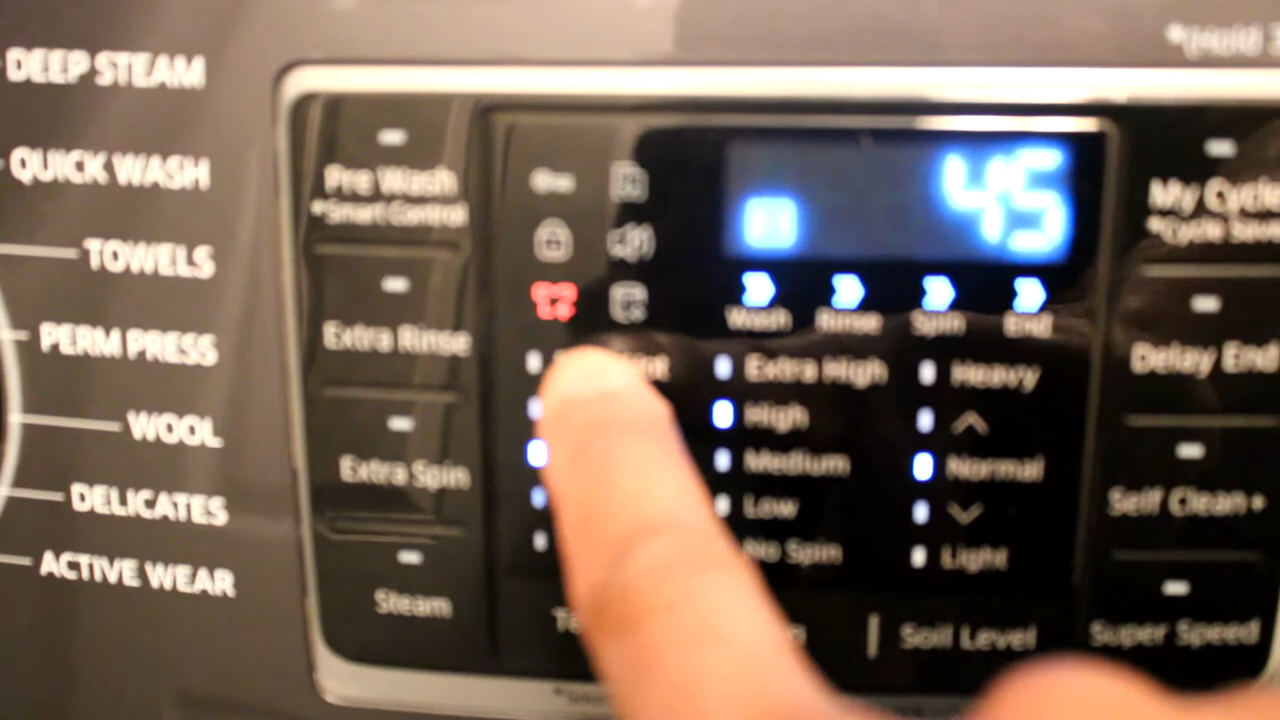 DEEP STEAM
QUICK WASH
TOWELS
PERM PRESS
WOOL
DELICATES
ACTIVE WEAR
Pre Wash
*Smart Control
Extra Rinse
Extra Spin
Steam
45
Wash Rinse Spin End
Extra High
High
Medium
Low
No Spin
Heavy
Normal
Light
Soil Level
*(Hold 3
My Cycle
*Cycle Save
Delay End
Self Clean+
Super Speed